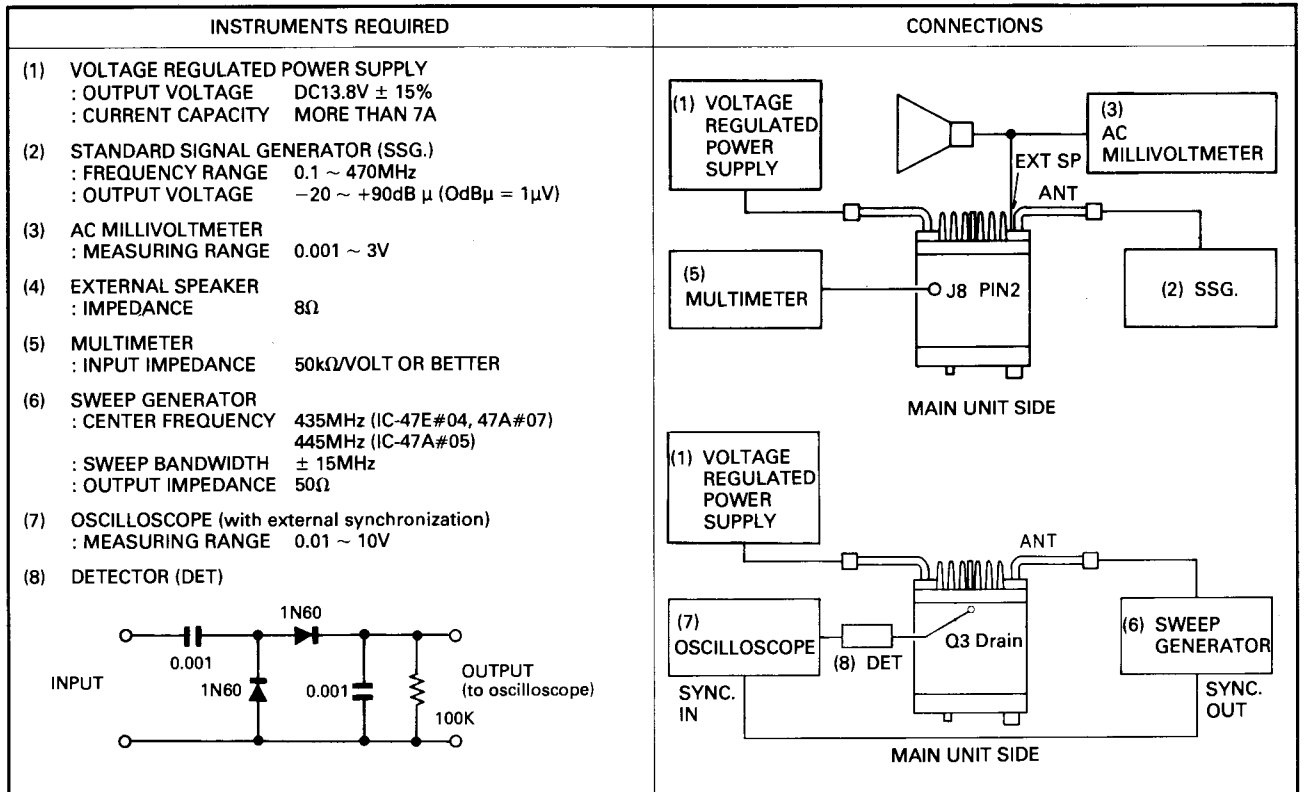 INSTRUMENTS REQUIRED
(1) VOLTAGE REGULATED POWER SUPPLY
: OUTPUT VOLTAGE DC13.8V ± 15%
: CURRENT CAPACITY MORE THAN 7A
(2) STANDARD SIGNAL GENERATOR (SSG.)
: FREQUENCY RANGE 0.1 ~ 470MHz
: OUTPUT VOLTAGE −20 ~ +90dB μ (OdBμ = 1μV)
(3) AC MILLIVOLTMETER
: MEASURING RANGE 0.001 ~ 3V
(4) EXTERNAL SPEAKER
: IMPEDANCE 8Ω
(5) MULTIMETER
: INPUT IMPEDANCE 50kΩ/VOLT OR BETTER
(6) SWEEP GENERATOR
: CENTER FREQUENCY 435MHz (IC-47E#04, 47A#07)
445MHz (IC-47A#05)
: SWEEP BANDWIDTH ± 15MHz
: OUTPUT IMPEDANCE 50Ω
(7) OSCILLOSCOPE (with external synchronization)
: MEASURING RANGE 0.01 ~ 10V
(8) DETECTOR (DET)
1N60
0.001
INPUT
1N60
0.001
OUTPUT
(to oscilloscope)
100K
CONNECTIONS
(1) VOLTAGE
REGULATED
POWER
SUPPLY
(3)
AC
MILLIVOLTMETER
EXT SP
ANT
(5)
MULTIMETER
J8 PIN2
(2) SSG.
MAIN UNIT SIDE
(1) VOLTAGE
REGULATED
POWER
SUPPLY
ANT
(7)
OSCILLOSCOPE
(8) DET
Q3 Drain
(6) SWEEP
GENERATOR
SYNC.
IN
SYNC.
OUT
MAIN UNIT SIDE